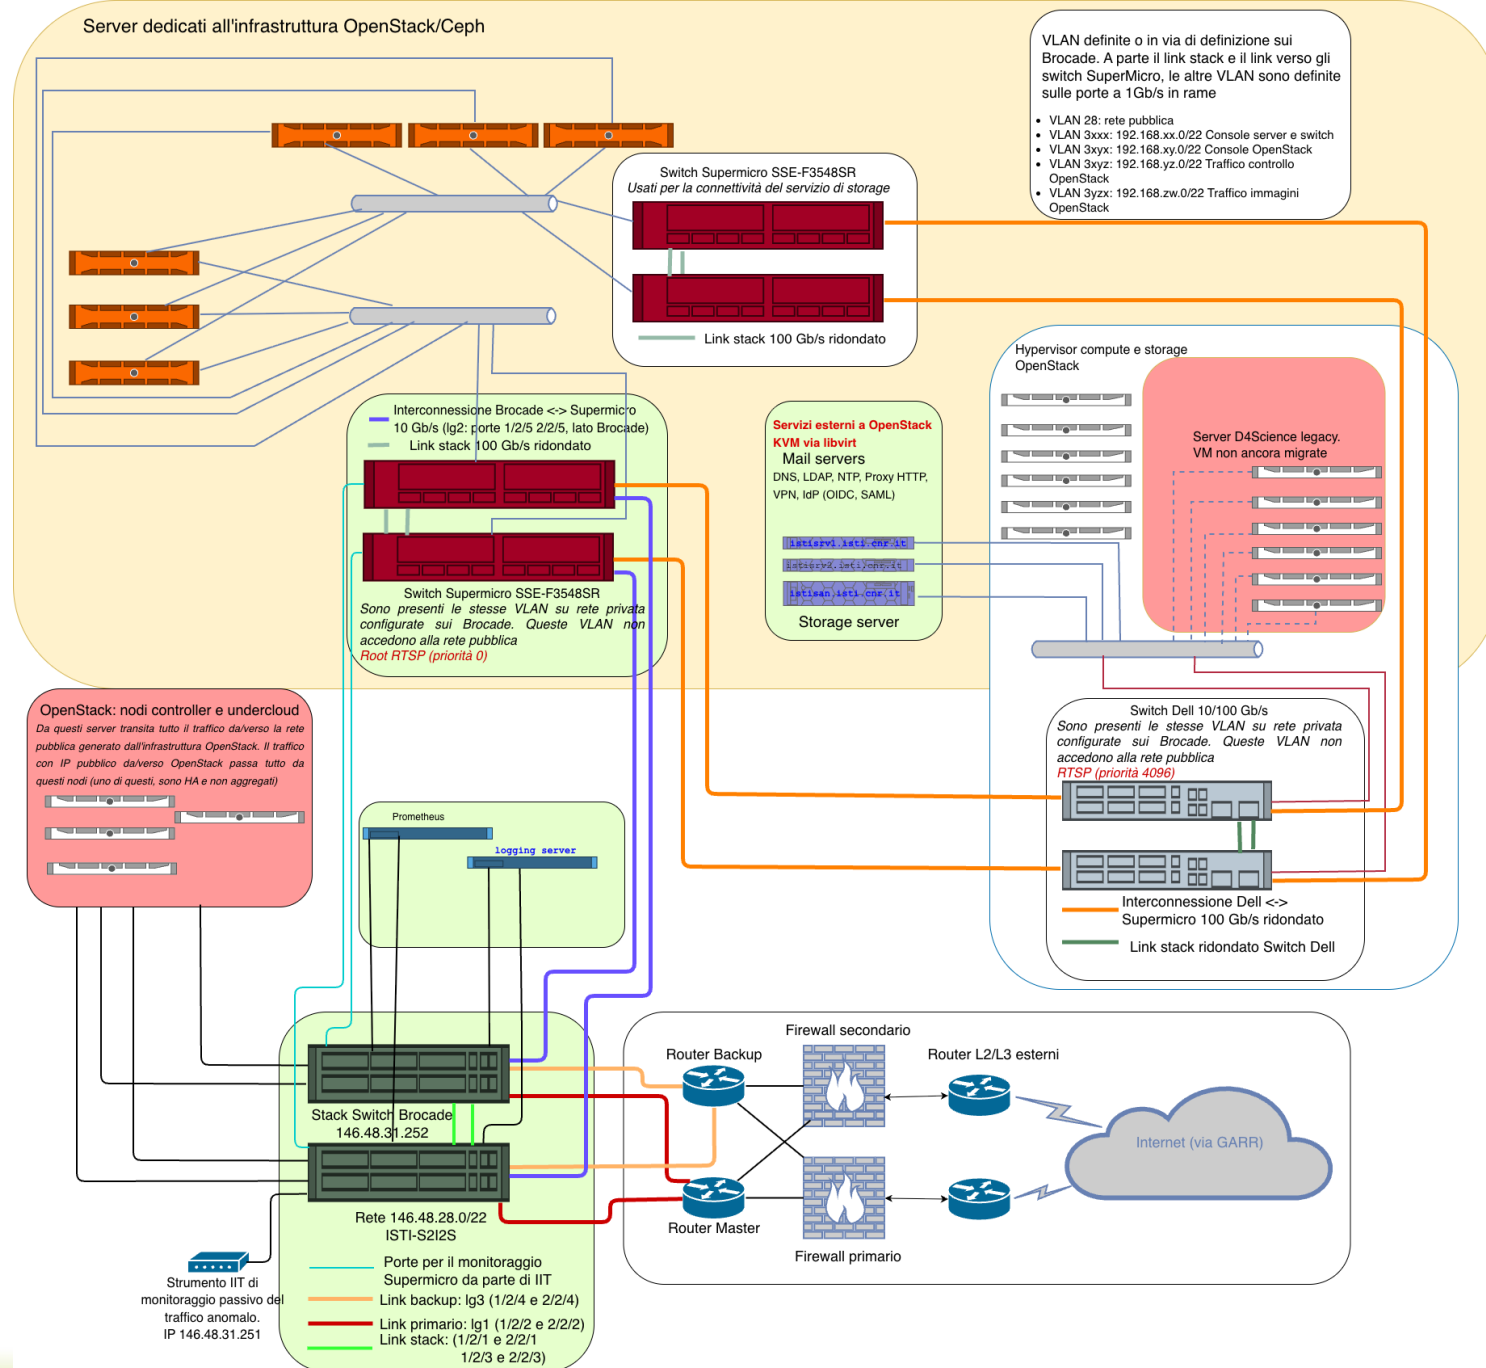 Server dedicati all'infrastruttura OpenStack/Ceph
VLAN definite o in via di definizione sui
Brocade. A parte il link stack e il link verso gli
switch SuperMicro, le altre VLAN sono definite
sulle porte a 1Gb/s in rame
VLAN 28: rete pubblica
VLAN 3xxx: 192.168.xx.0/22 Console server e switch
VLAN 3xyx: 192.168.xy.0/22 Console OpenStack
VLAN 3xyz: 192.168.yz.0/22 Traffico controllo
OpenStack
VLAN 3yzx: 192.168.zw.0/22 Traffico immagini
OpenStack
Switch Supermicro SSE-F3548SR
Usati per la connettività del servizio di storage
Link stack 100 Gb/s ridondato
Hypervisor compute e storage
OpenStack
Server D4Science legacy.
VM non ancora migrate
Interconnessione Brocade <-> Supermicro
10 Gb/s (lg2: porte 1/2/5 2/2/5, lato Brocade)
Link stack 100 Gb/s ridondato
Switch Supermicro SSE-F3548SR
Sono presenti le stesse VLAN su rete privata
configurate sui Brocade. Queste VLAN non
accedono alla rete pubblica
Root RTSP (priorità 0)
Servizi esterni a OpenStack
KVM via libvirt
Mail servers
DNS, LDAP, NTP, Proxy HTTP,
VPN, IdP (OIDC, SAML)
istisrv1.isti.cnr.it
istisrv2.isti.cnr.it
istisan.isti.cnr.it
Storage server
OpenStack: nodi controller e undercloud
Da questi server transita tutto il traffico da/verso la rete
pubblica generato dall'infrastruttura OpenStack. Il traffico
con IP pubblico da/verso OpenStack passa tutto da
questi nodi (uno di questi, sono HA e non aggregati)
Switch Dell 10/100 Gb/s
Sono presenti le stesse VLAN su rete privata
configurate sui Brocade. Queste VLAN non
accedono alla rete pubblica
RTSP (priorità 4096)
Interconnessione Dell <->
Supermicro 100 Gb/s ridondato
Link stack ridondato Switch Dell
Prometheus
logging server
Stack Switch Brocade
146.48.31.252
Rete 146.48.28.0/22
ISTI-S2I2S
Porte per il monitoraggio
Supermicro da parte di IIT
Link backup: lg3 (1/2/4 e 2/2/4)
Link primario: lg1 (1/2/2 e 2/2/2)
Link stack: (1/2/1 e 2/2/1
1/2/3 e 2/2/3)
Strumento IIT di
monitoraggio passivo del
traffico anomalo.
IP 146.48.31.251
Firewall secondario
Router Backup
Router L2/L3 esterni
Internet (via GARR)
Router Master
Firewall primario